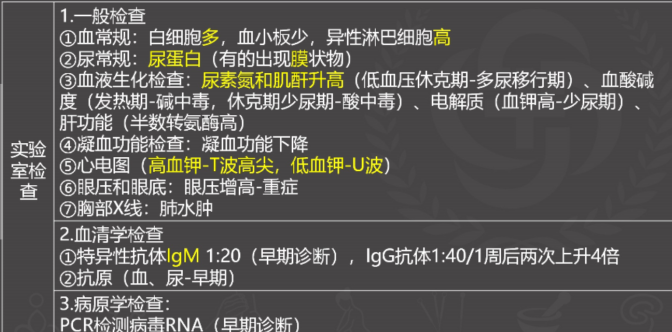 1.一般检查
①血常规：白细胞多，血小板少，异性淋巴细胞高
②尿常规：尿蛋白（有的出现膜状物）
③血液生化检查：尿素氮和肌酐升高（低血压休克期-多尿移行期）、血酸碱
度（发热期-碱中毒，休克期少尿期-酸中毒）、电解质（血钾高-少尿期）、
肝功能（半数转氨酶高）
④凝血功能检查：凝血功能下降
实验
室检
查
⑤心电图（高血钾-T波高尖，低血钾-U波）
⑥眼压和眼底：眼压增高-重症
⑦胸部X线：肺水肿
2.血清学检查
①特异性抗体IgM 1:20（早期诊断），IgG抗体1:40/1周后两次上升4倍
②抗原（血、尿-早期）
3.病原学检查：
PCR检测病毒RNA（早期诊断）